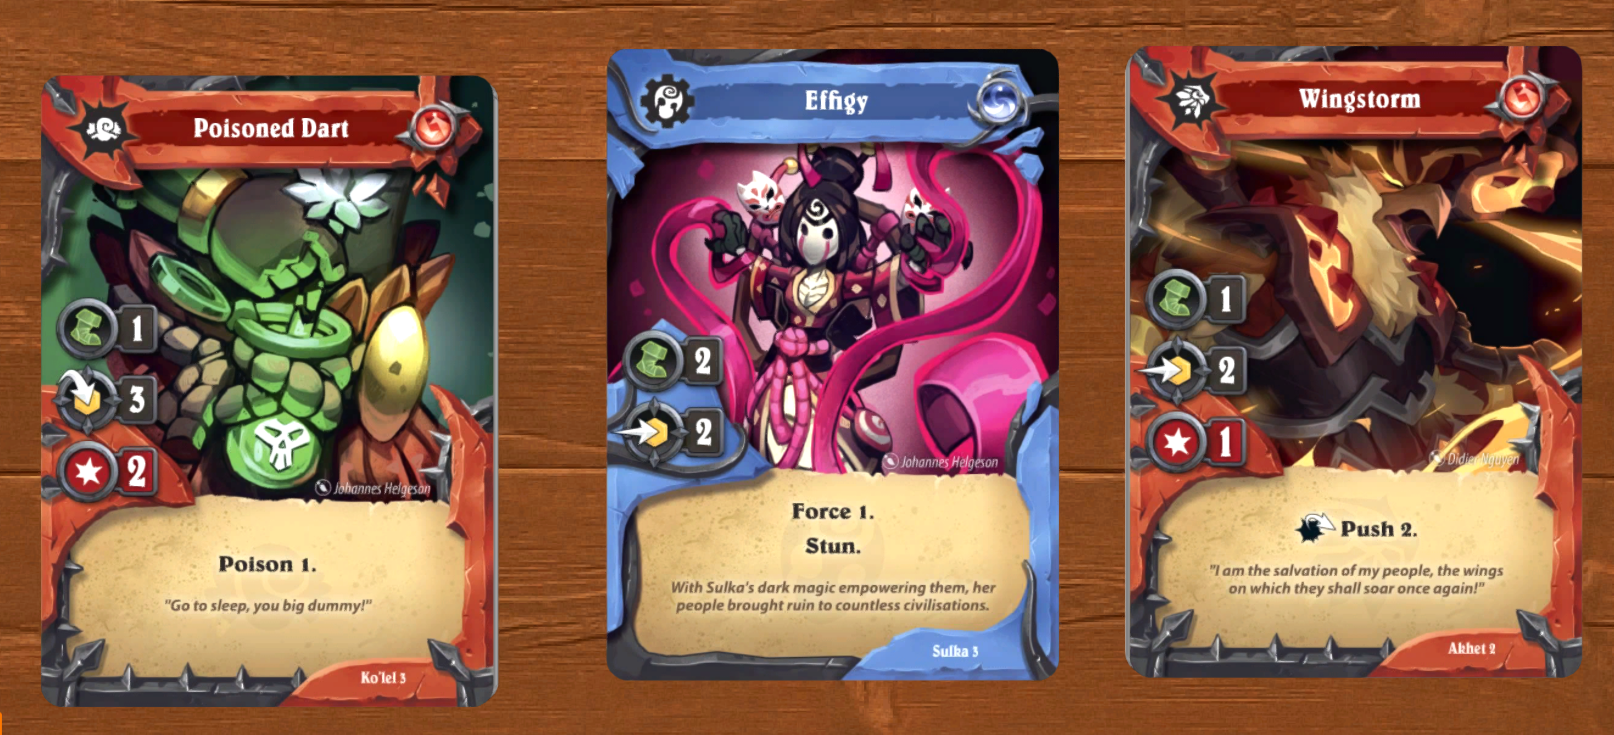 Poisoned Dart
1
3
2
Johannes Helgeson
Poison 1.
"Go to sleep, you big dummy!"
Ko'lel 3
Effigy
2
2
Johannes Helgeson
Force 1.
Stun.
With Sulka's dark magic empowering them, her
people brought ruin to countless civilisations.
Sulka 3
Wingstorm
1
2
1
Didier Nguyen
Push 2.
"I am the salvation of my people, the wings
on which they shall soar once again!"
Akhet 2